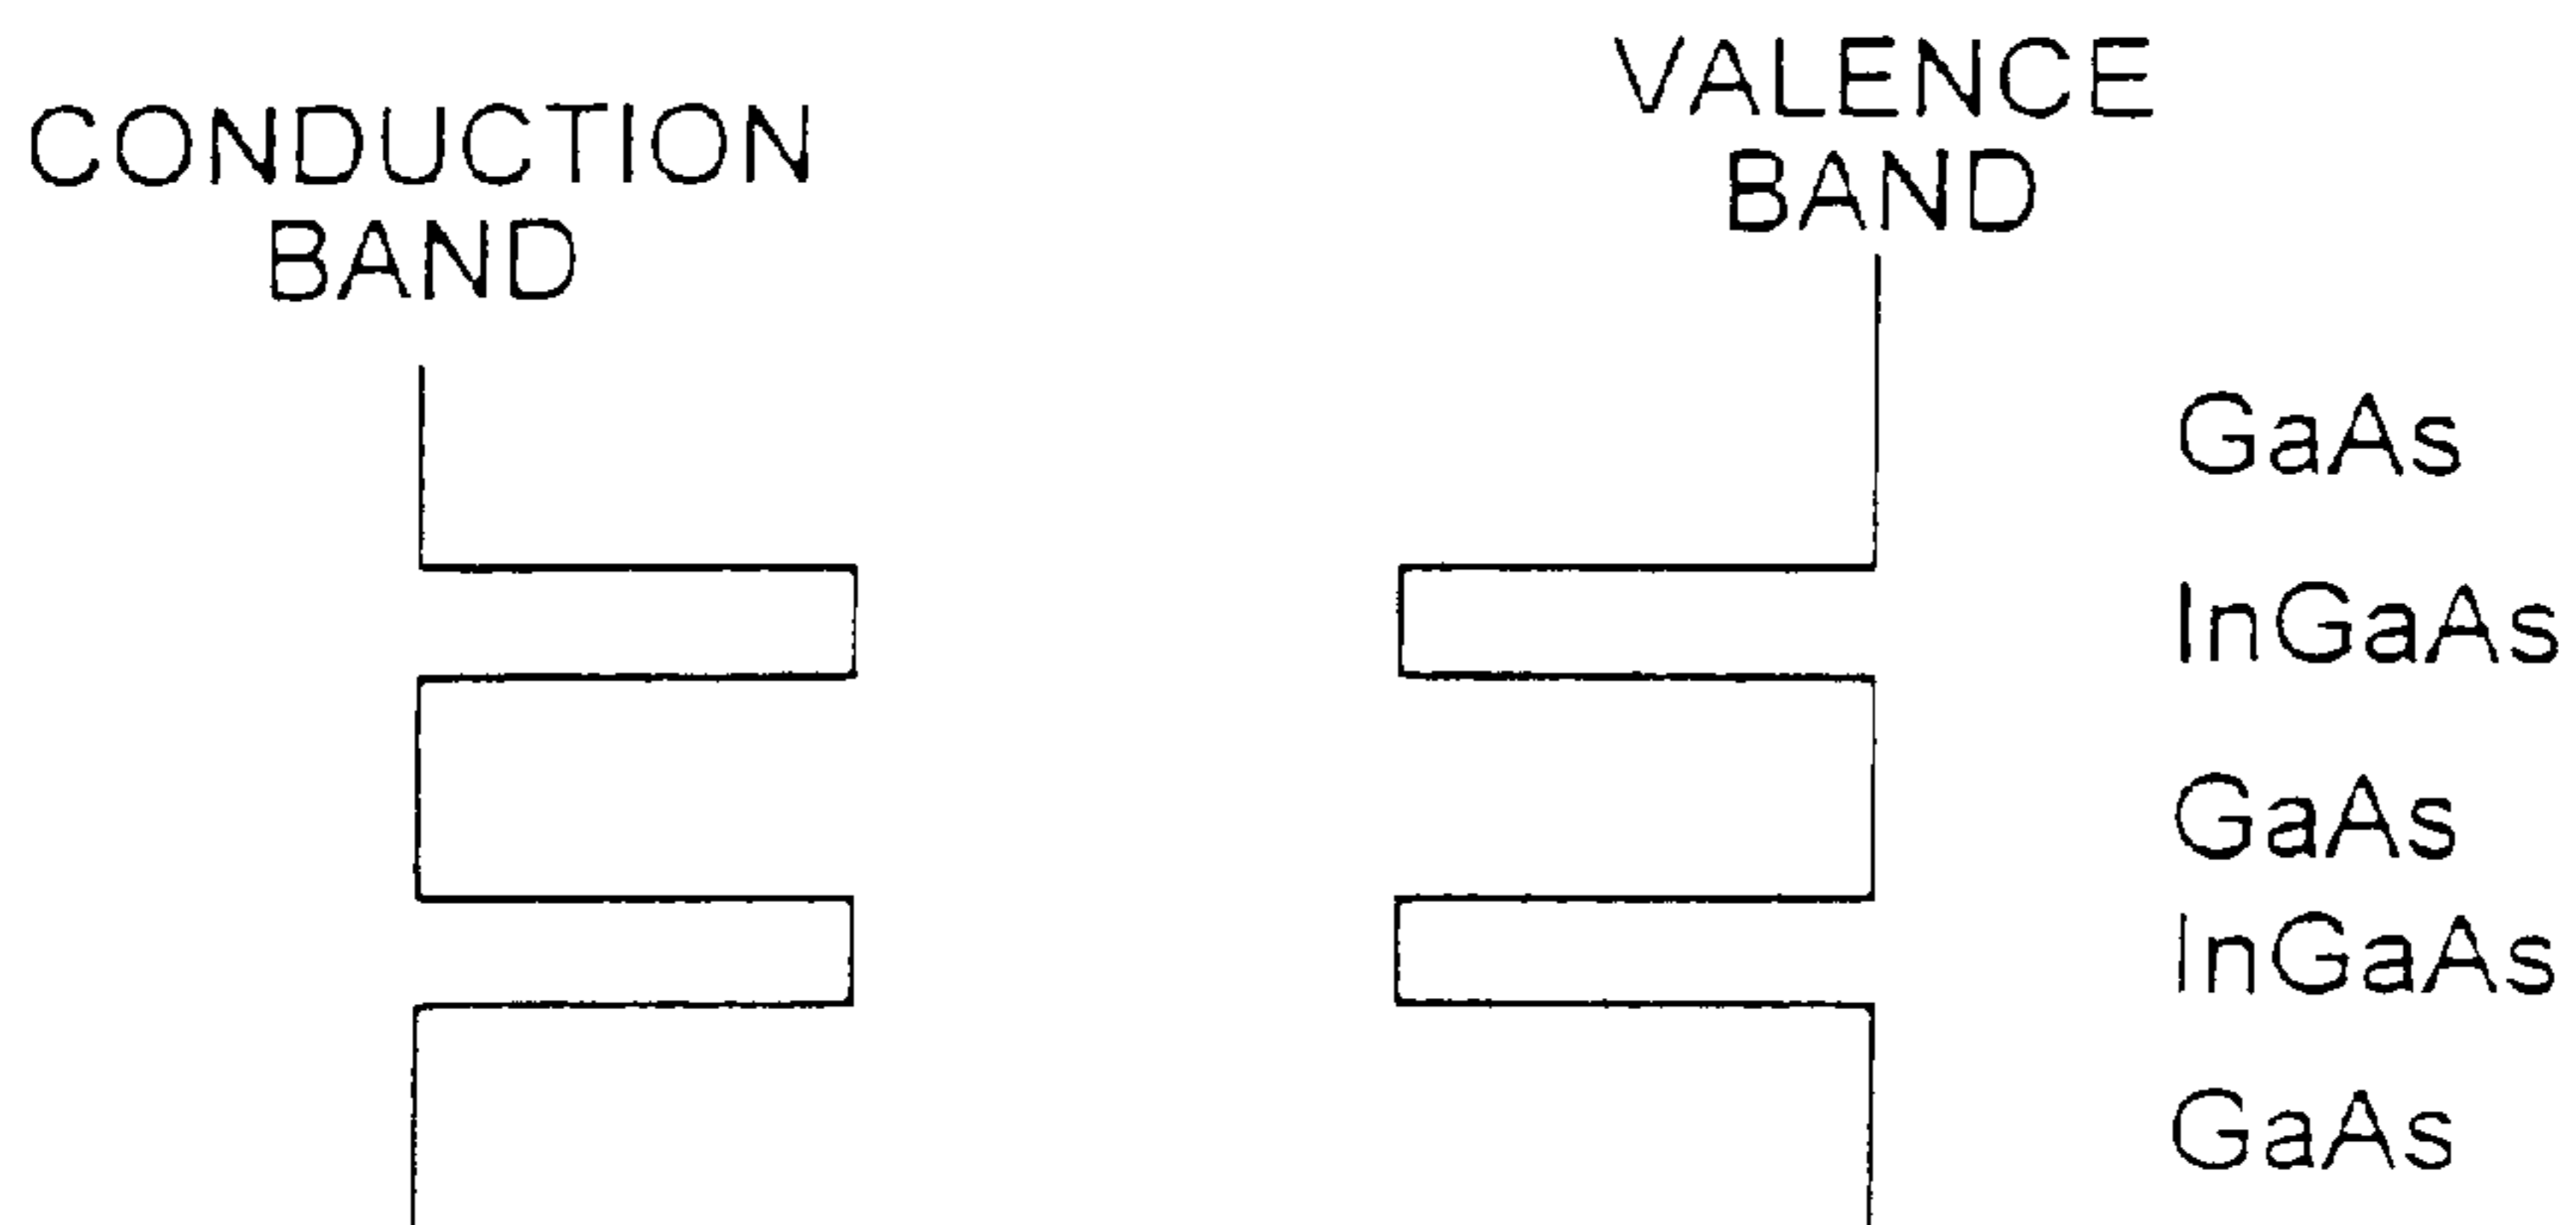 CONDUCTION
BAND
VALENCE
BAND
GaAs
InGaAs
GaAs
InGaAs
GaAs